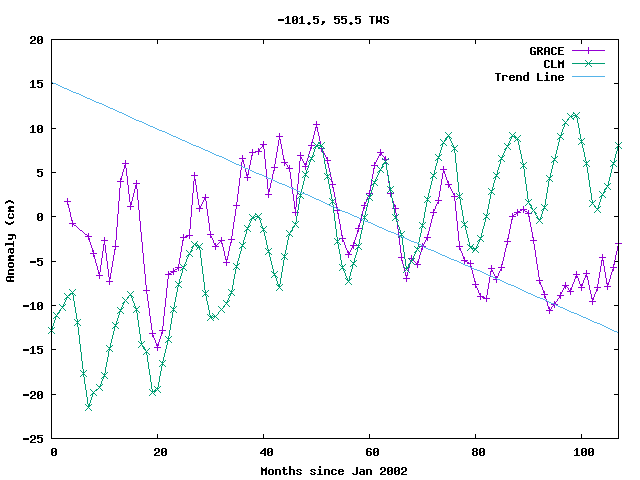 -101.5, 55.5 TWS
GRACE
CLM
Trend Line
20
15
10
5
0
-5
-10
-15
-20
-25
Anomaly (cm)
0 20 40 60 80 100
Months since Jan 2002